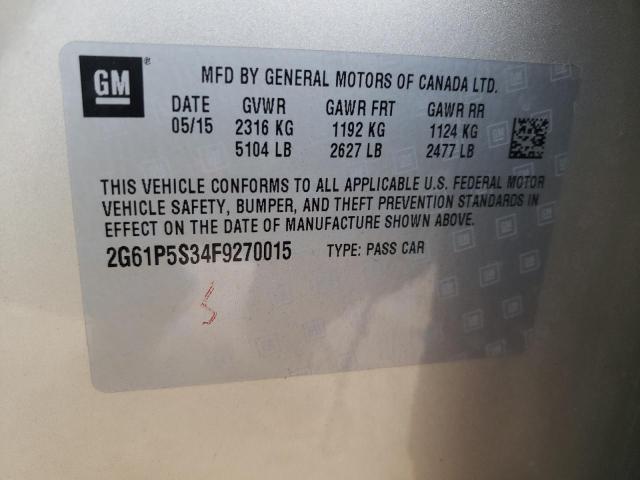 GM ®
MFD BY GENERAL MOTORS OF CANADA LTD.
DATE GVWR GAWR FRT GAWR RR
05/15 2316 KG 1192 KG 1124 KG
5104 LB 2627 LB 2477 LB
THIS VEHICLE CONFORMS TO ALL APPLICABLE U.S. FEDERAL MOTOR
VEHICLE SAFETY, BUMPER, AND THEFT PREVENTION STANDARDS IN
EFFECT ON THE DATE OF MANUFACTURE SHOWN ABOVE.
2G61P5S34F9270015 TYPE: PASS CAR